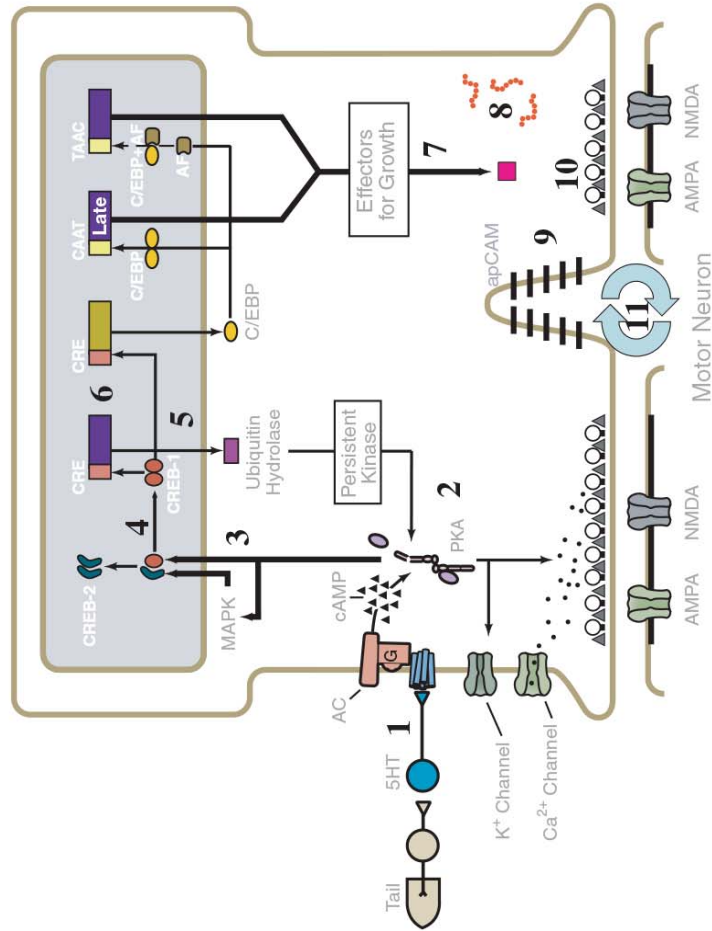 CREB-2
CRE
6
CRE
CAAT
Late
TAAC
C/EBP
C/EBP+AF
AF
4
CREB-1
5
MAPK
3
Ubiquitin
Hydrolase
C/EBP
Persistent
Kinase
Effectors
for Growth
AC
G
cAMP
2
PKA
7
8
Tail
5HT
1
K⁺ Channel
Ca²⁺ Channel
apCAM
9
10
11
AMPA
NMDA
AMPA
NMDA
Motor Neuron